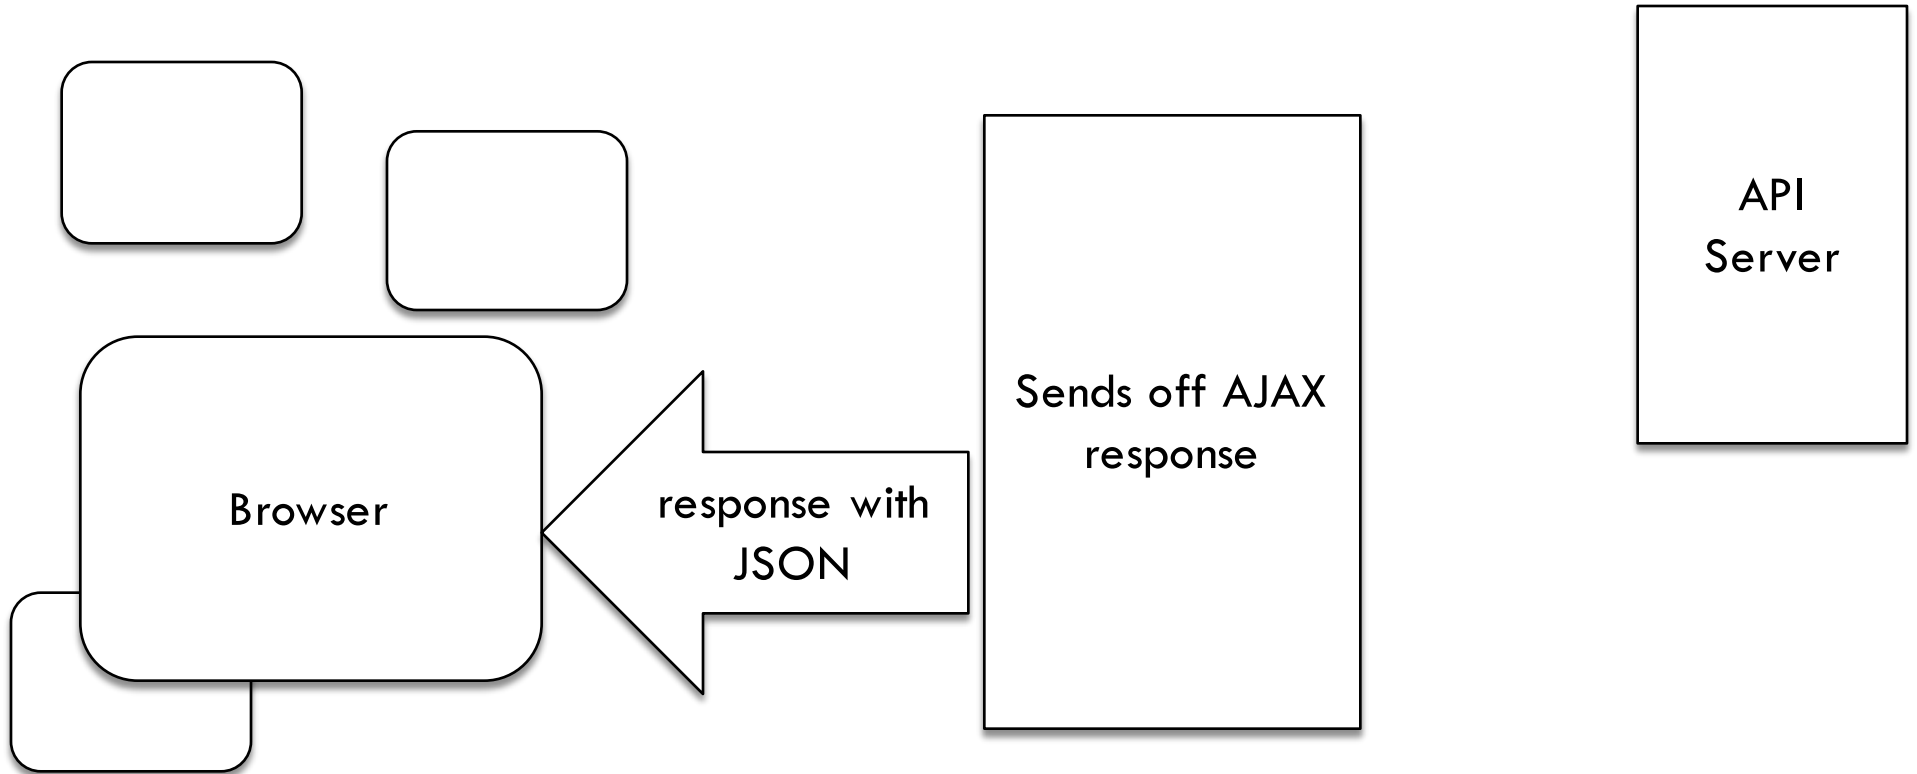 API
Server
Sends off AJAX
response
Browser
response with
JSON